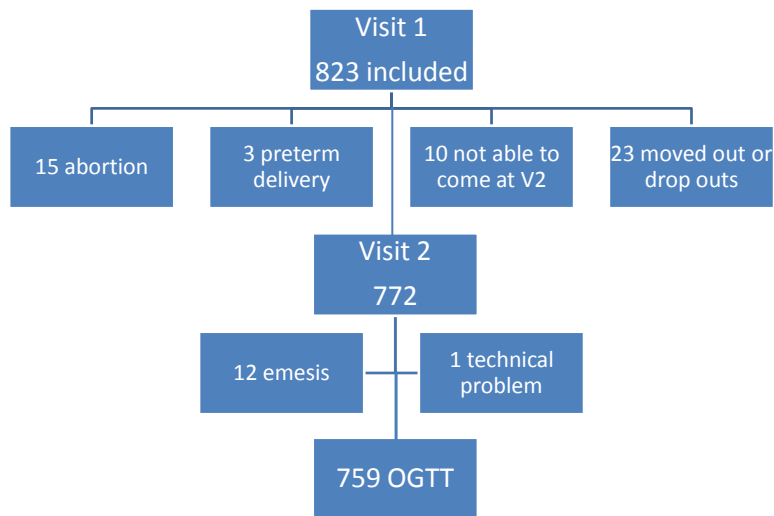 Visit 1
823 included
15 abortion
3 preterm
delivery
10 not able to
come at V2
23 moved out or
drop outs
Visit 2
772
12 emesis
1 technical
problem
759 OGTT